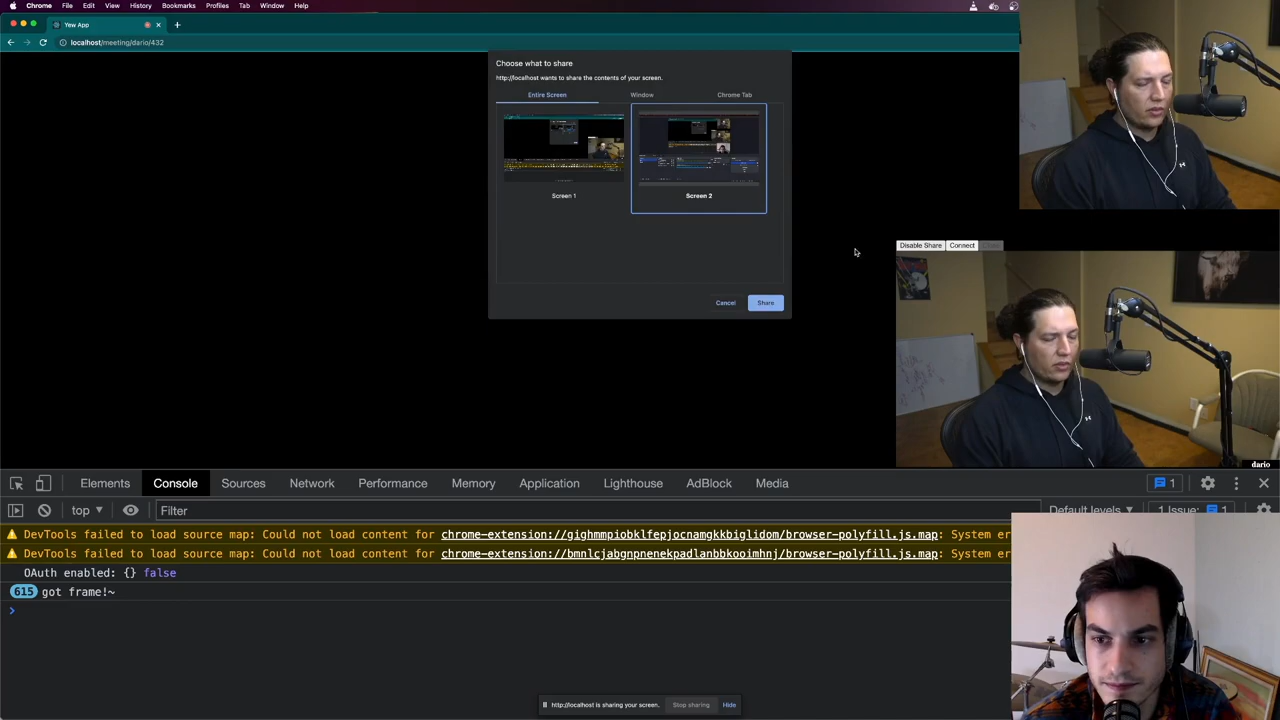 Chrome File Edit View History Bookmarks Profiles Tab Window Help
Yew App
localhost/meeting/dario/432
Choose what to share
http://localhost wants to share the contents of your screen.
Entire Screen Window Chrome Tab
Screen 1 Screen 2
Cancel Share
Disable Share Connect
dario
Elements Console Sources Network Performance Memory Application Lighthouse AdBlock Media 1
top Filter Default levels 1 Issue: 1
DevTools failed to load source map: Could not load content for chrome-extension://gighmmpiobklfepjocnamgkkbiglidom/browser-polyfill.js.map: System er
DevTools failed to load source map: Could not load content for chrome-extension://bmnlcjabgnpnenekpadlanbbkooimhnj/browser-polyfill.js.map: System er
OAuth enabled: {} false
615 got frame!~
http://localhost is sharing your screen. Stop sharing Hide